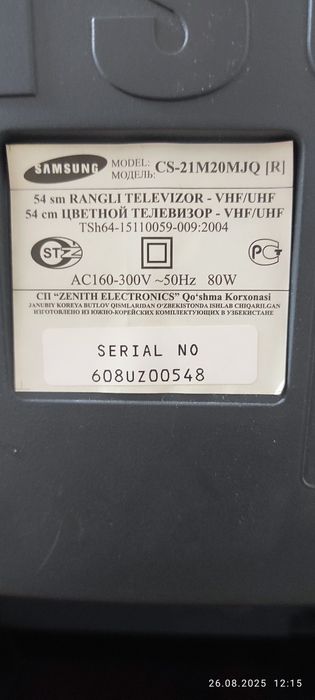 SAMSUNG
MODEL:
МОДЕЛЬ:
CS-21M20MJQ [R]
54 sm RANGLI TELEVIZOR - VHF/UHF
54 cm ЦВЕТНОЙ ТЕЛЕВИЗОР - VHF/UHF
TSh64-15110059-009:2004
AC160-300V ~50Hz 80W
СП "ZENITH ELECTRONICS" Qo'shma Korxonasi
JANUBIY KOREYA BUTLOV QISMLARIDAN O'ZBEKISTONDA ISHLAB CHIQARILGAN
ИЗГОТОВЛЕНО ИЗ ЮЖНО-КОРЕЙСКИХ КОМПЛЕКТУЮЩИХ В УЗБЕКИСТАНЕ
SERIAL NO
608UZ00548
26.08.2025 12:15